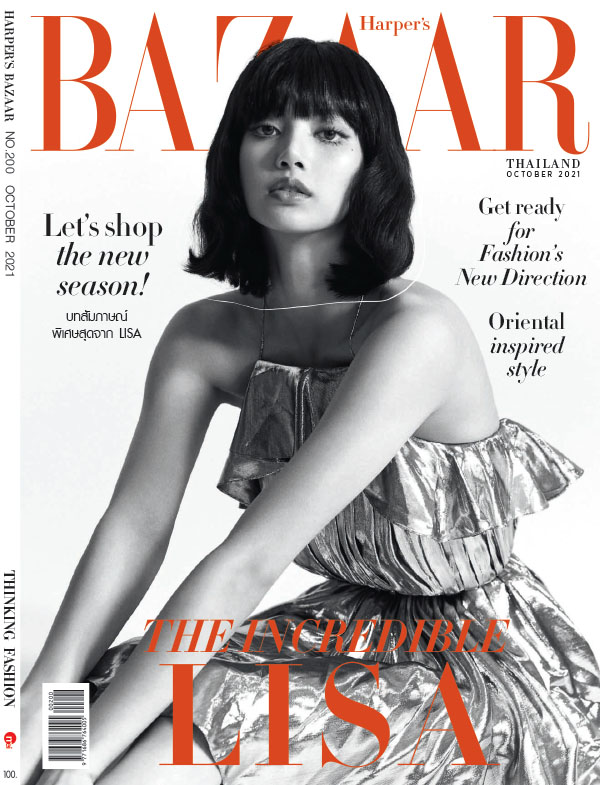 HARPER'S BAZAAR NO.200 OCTOBER 2021
Harper's
BAZAAR
THAILAND
OCTOBER 2021
Let's shop
the new
season!
บทสัมภาษณ์
พิเศษสุดจาก LISA
Get ready
for
Fashion's
New Direction
Oriental
inspired
style
THE INCREDIBLE
LISA
THINKING FASHION
100.
00200